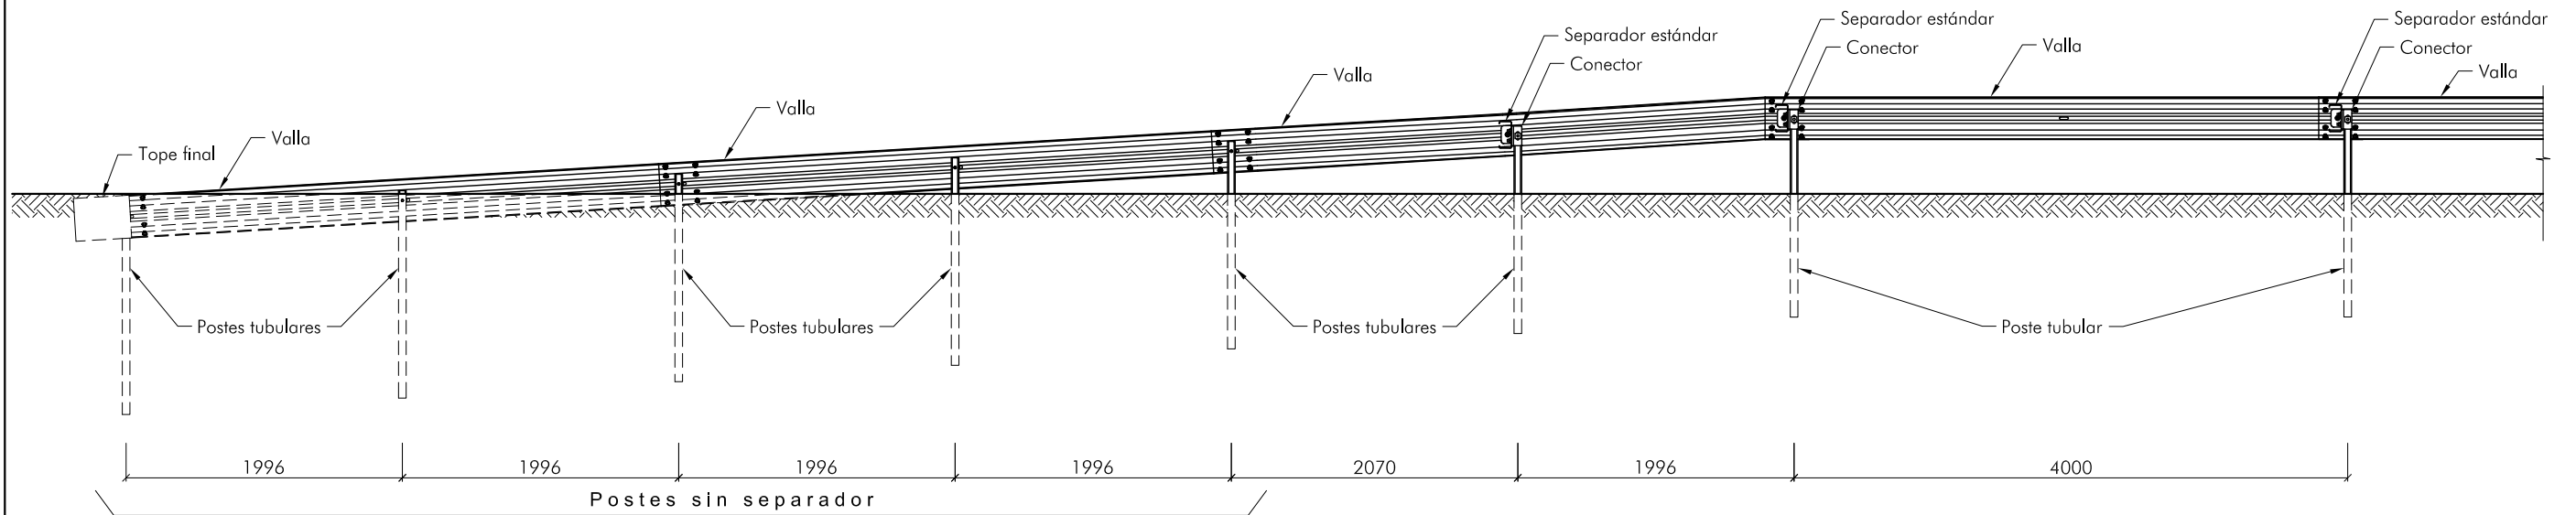 Separador estándar
Separador estándar
Separador estándar
Valla
Conector
Conector
Conector
Valla
Valla
Valla
Valla
Tope final
Postes tubulares
Postes tubulares
Postes tubulares
Poste tubular
1996
1996
1996
1996
2070
1996
4000
Postes sin separador
Valla